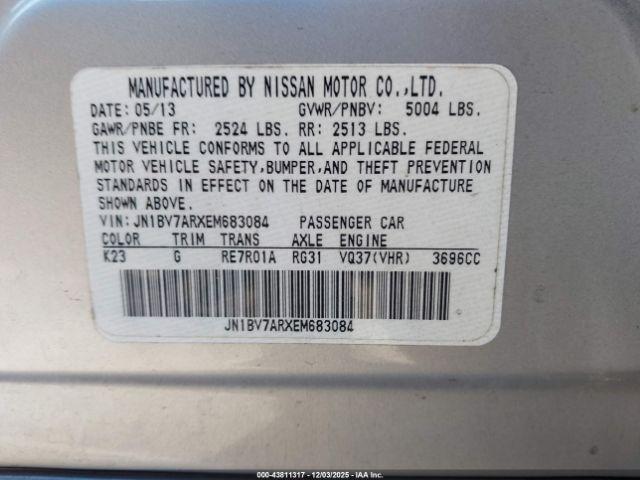 MANUFACTURED BY NISSAN MOTOR CO.,LTD.
DATE: 05/13 GVWR/PNBV: 5004 LBS.
GAWR/PNBE FR: 2524 LBS. RR: 2513 LBS.
THIS VEHICLE CONFORMS TO ALL APPLICABLE FEDERAL
MOTOR VEHICLE SAFETY,BUMPER,AND THEFT PREVENTION
STANDARDS IN EFFECT ON THE DATE OF MANUFACTURE
SHOWN ABOVE.
VIN: JN1BV7ARXEM683084 PASSENGER CAR
COLOR TRIM TRANS AXLE ENGINE
K23 G RE7R01A RG31 VQ37(VHR) 3696CC
JN1BV7ARXEM683084
000-43811317 - 12/03/2025 - IAA Inc.